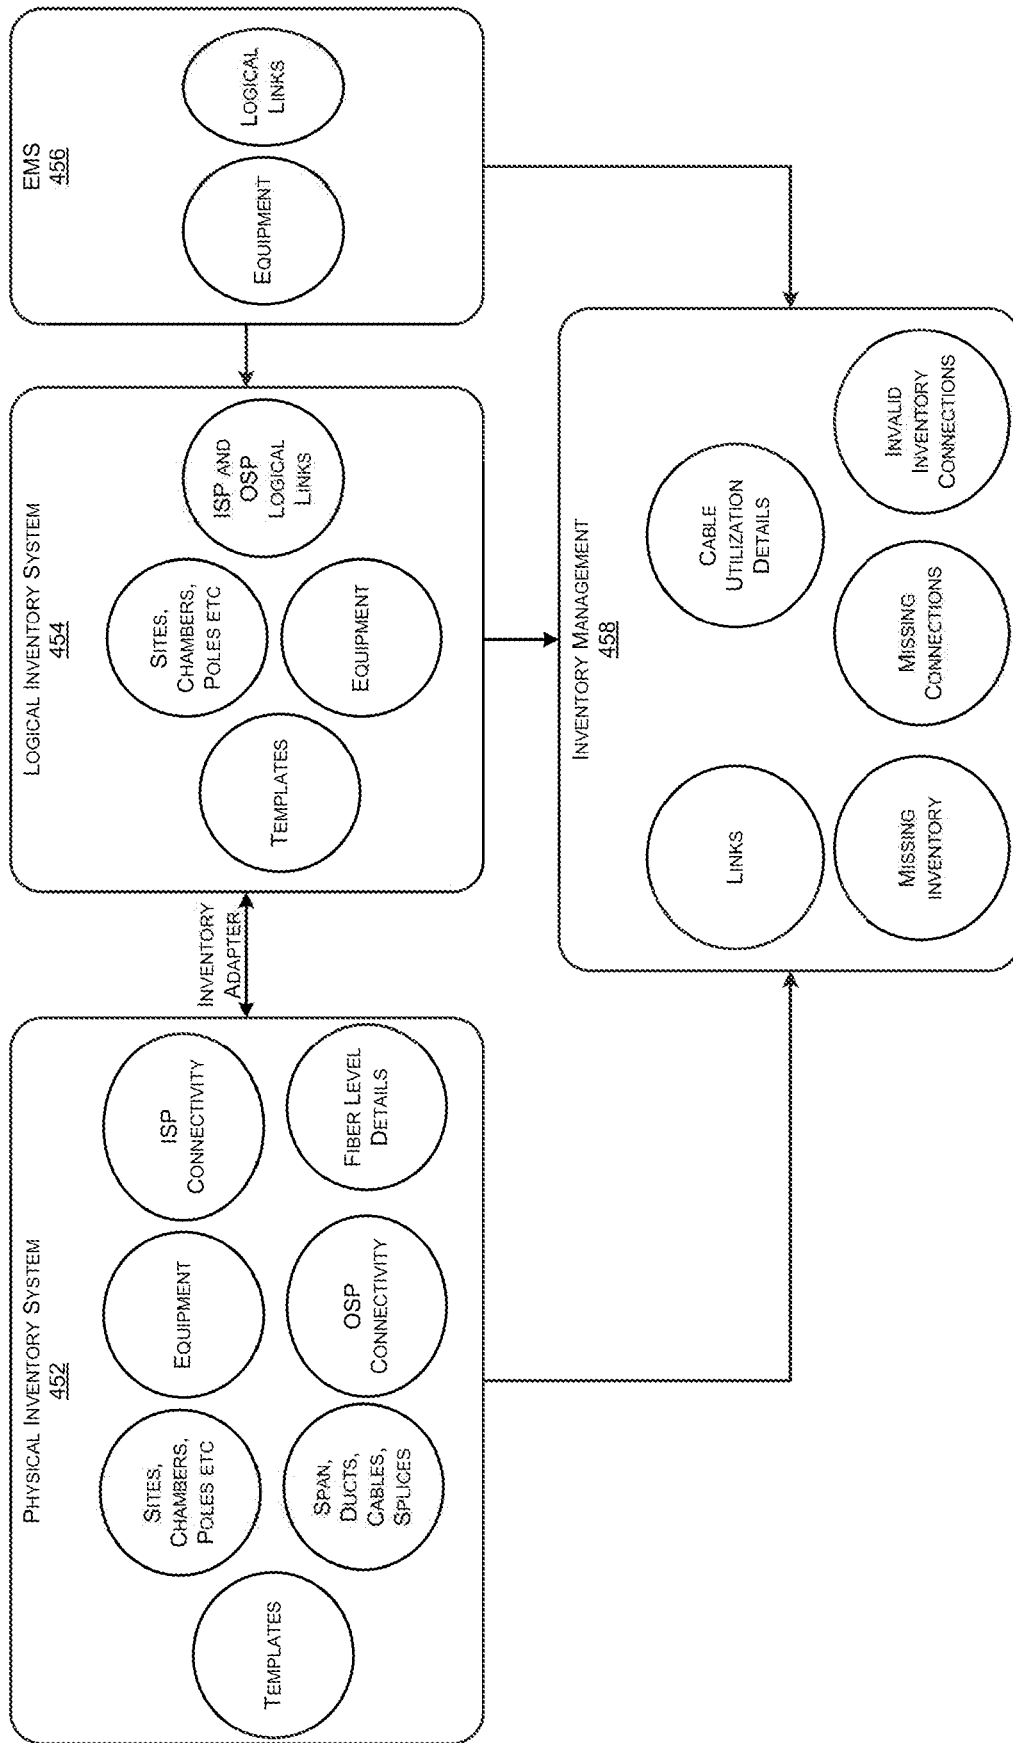 PHYSICAL INVENTORY SYSTEM
452
TEMPLATES
SITES,
CHAMBERS,
POLES ETC
EQUIPMENT
ISP
CONNECTIVITY
SPAN,
DUCTS,
CABLES,
SPLICES
OSP
CONNECTIVITY
FIBER LEVEL
DETAILS
INVENTORY
ADAPTER
LOGICAL INVENTORY SYSTEM
454
TEMPLATES
SITES,
CHAMBERS,
POLES ETC
EQUIPMENT
ISP AND
OSP
LOGICAL
LINKS
EMS
456
EQUIPMENT
LOGICAL
LINKS
INVENTORY MANAGEMENT
458
LINKS
CABLE
UTILIZATION
DETAILS
MISSING
INVENTORY
MISSING
CONNECTIONS
INVALID
INVENTORY
CONNECTIONS